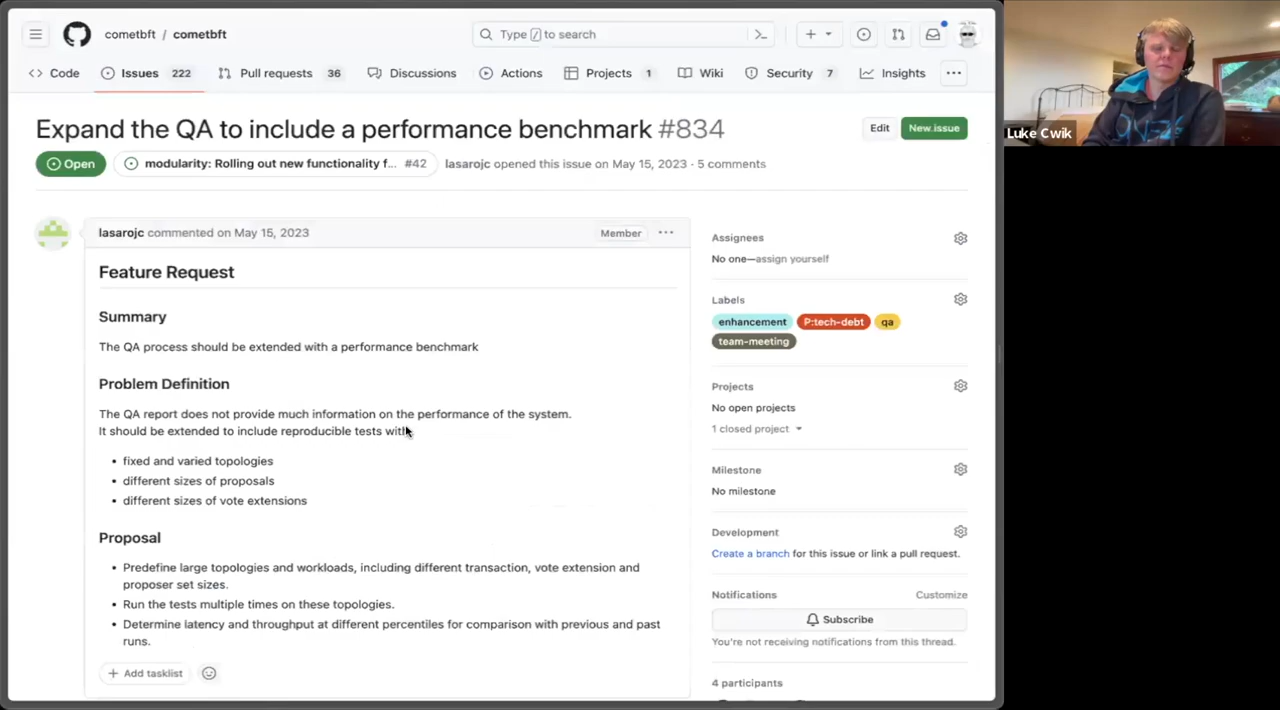 cometbft / cometbft
Type / to search
Code
Issues 222
Pull requests 36
Discussions
Actions
Projects 1
Wiki
Security 7
Insights
Expand the QA to include a performance benchmark #834
Edit
New issue
Open
modularity: Rolling out new functionality f... #42
lasarojc opened this issue on May 15, 2023 · 5 comments
lasarojc commented on May 15, 2023
Member
Feature Request
Summary
The QA process should be extended with a performance benchmark
Problem Definition
The QA report does not provide much information on the performance of the system.
It should be extended to include reproducible tests with
• fixed and varied topologies
• different sizes of proposals
• different sizes of vote extensions
Proposal
• Predefine large topologies and workloads, including different transaction, vote extension and
proposer set sizes.
• Run the tests multiple times on these topologies.
• Determine latency and throughput at different percentiles for comparison with previous and past
runs.
Add tasklist
Assignees
No one—assign yourself
Labels
enhancement P:tech-debt qa
team-meeting
Projects
No open projects
1 closed project
Milestone
No milestone
Development
Create a branch for this issue or link a pull request.
Notifications
Customize
Subscribe
You're not receiving notifications from this thread.
4 participants
Luke Cwik